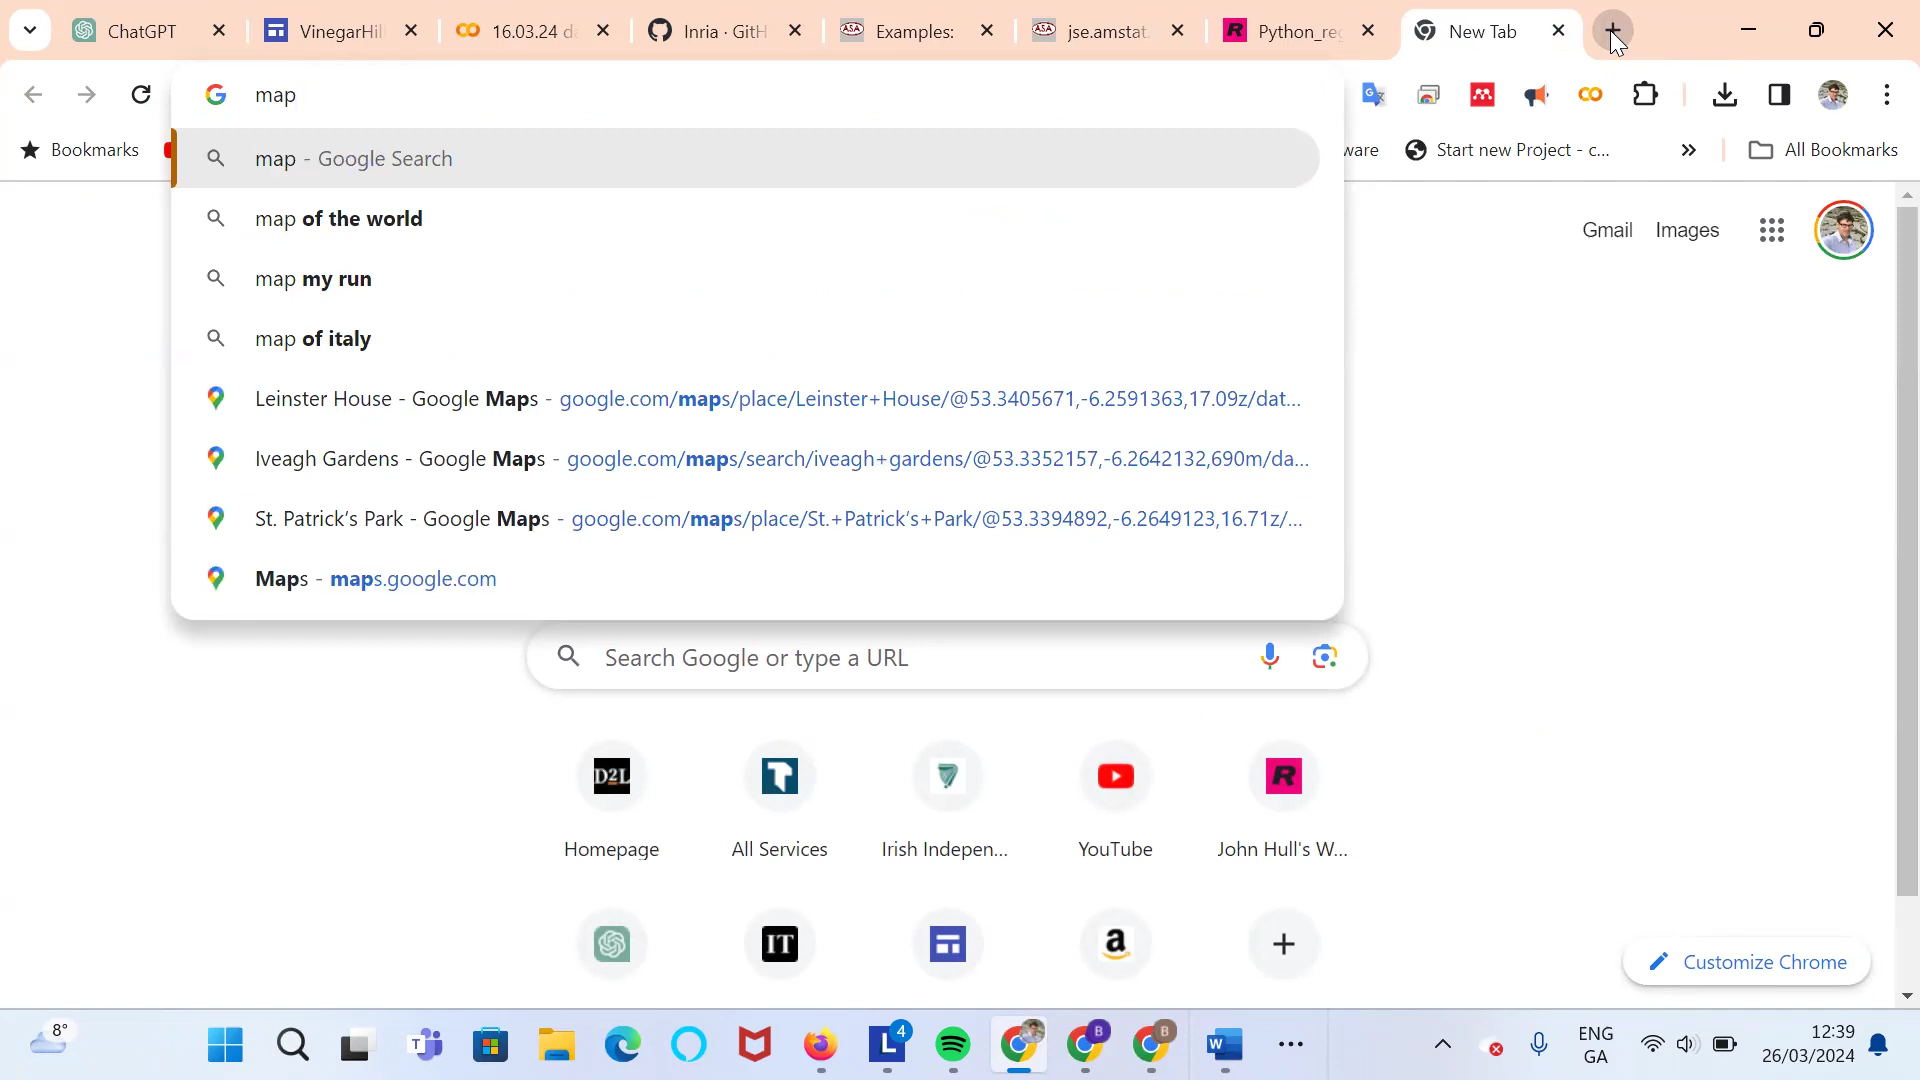 ChatGPT
VinegarHil
16.03.24 d
Inria · GitH
Examples:
jse.amstat.
Python_reg
New Tab
map
Bookmarks
ware
Start new Project - c...
All Bookmarks
map - Google Search
map of the world
map my run
map of italy
Leinster House - Google Maps - google.com/maps/place/Leinster+House/@53.3405671,-6.2591363,17.09z/dat...
Iveagh Gardens - Google Maps - google.com/maps/search/iveagh+gardens/@53.3352157,-6.2642132,690m/da...
St. Patrick's Park - Google Maps - google.com/maps/place/St.+Patrick's+Park/@53.3394892,-6.2649123,16.71z/...
Maps - maps.google.com
Gmail Images
Search Google or type a URL
D2L
Homepage
All Services
Irish Indepen...
YouTube
R
John Hull's W...
IT
a
Customize Chrome
8°
T
L 4
B
B
W
ENG
GA
12:39
26/03/2024